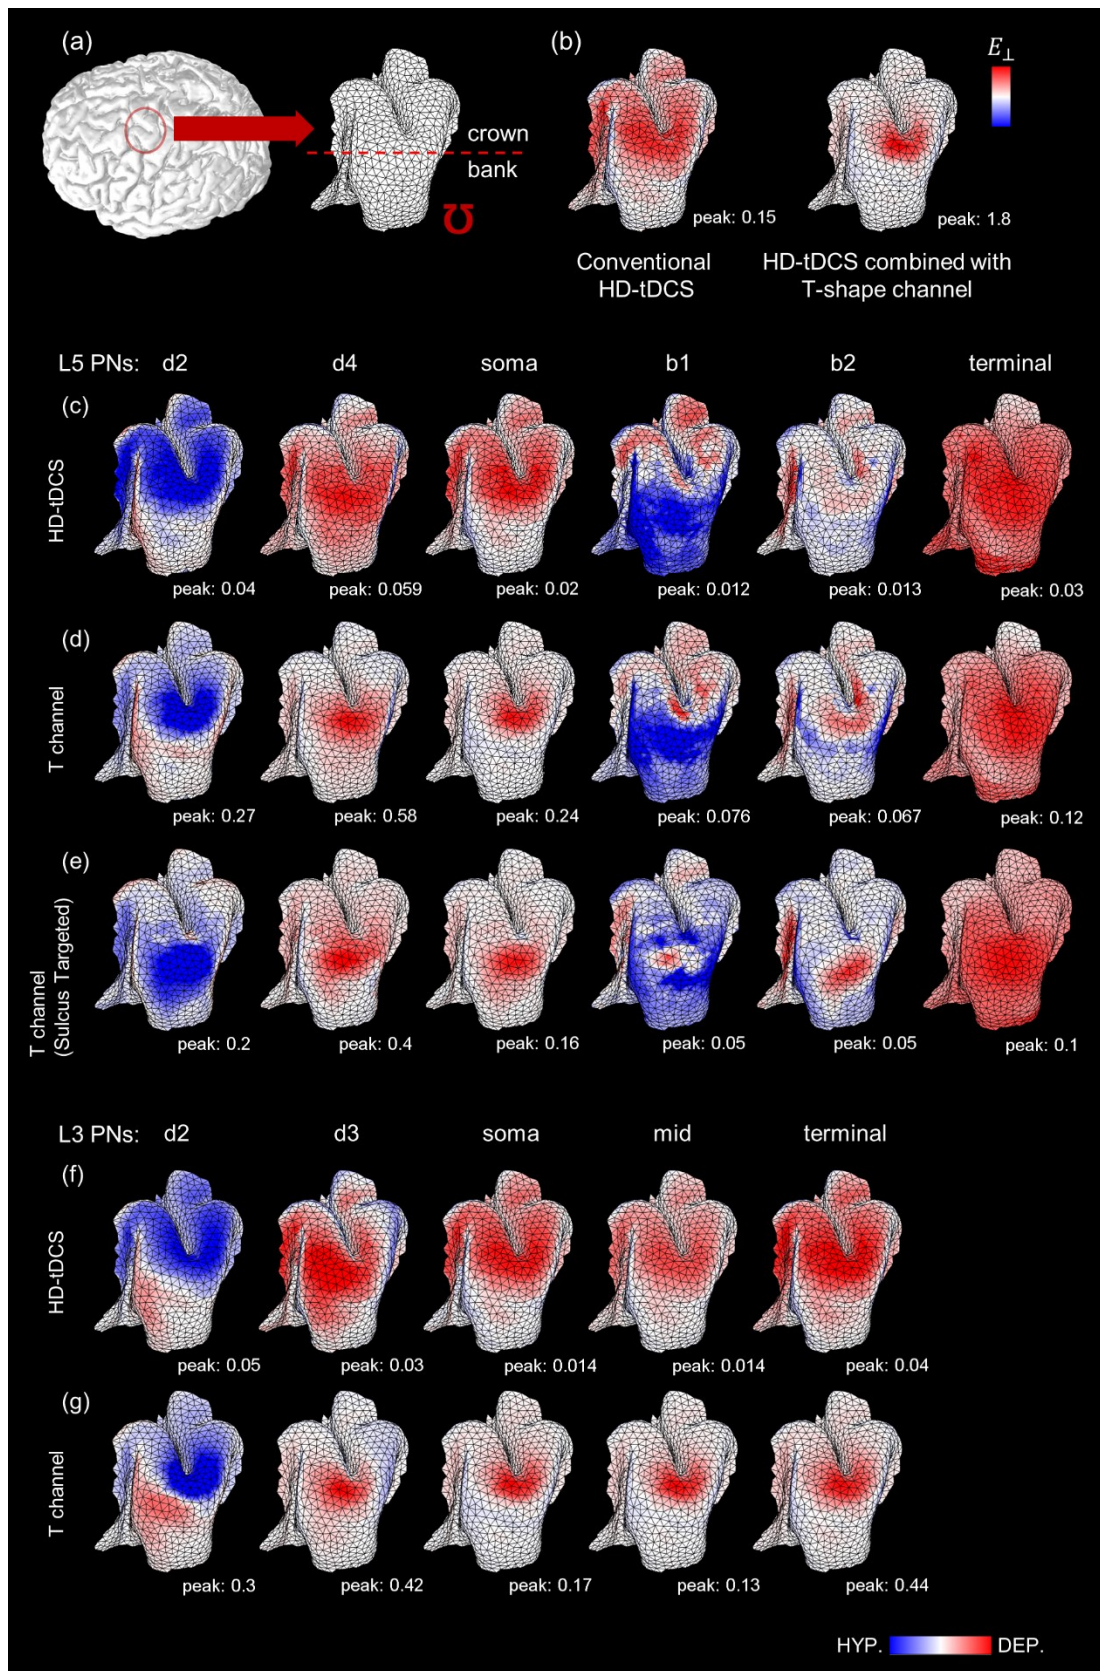 (a)
crown
bank
℧
(b)
E⊥
peak: 0.15
peak: 1.8
Conventional
HD-tDCS
HD-tDCS combined with
T-shape channel
L5 PNs: d2 d4 soma b1 b2 terminal
(c)
HD-tDCS
peak: 0.04 peak: 0.059 peak: 0.02 peak: 0.012 peak: 0.013 peak: 0.03
(d)
T channel
peak: 0.27 peak: 0.58 peak: 0.24 peak: 0.076 peak: 0.067 peak: 0.12
(e)
T channel
(Sulcus Targeted)
peak: 0.2 peak: 0.4 peak: 0.16 peak: 0.05 peak: 0.05 peak: 0.1
L3 PNs: d2 d3 soma mid terminal
(f)
HD-tDCS
peak: 0.05 peak: 0.03 peak: 0.014 peak: 0.014 peak: 0.04
(g)
T channel
peak: 0.3 peak: 0.42 peak: 0.17 peak: 0.13 peak: 0.44
HYP. DEP.